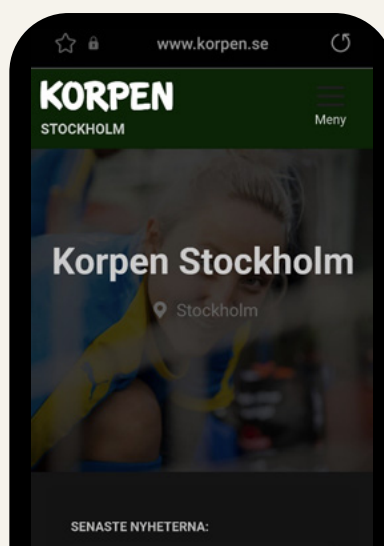 www.korpen.se
KORPEN
STOCKHOLM
Meny
Korpen Stockholm
Stockholm
SENASTE NYHETERNA: